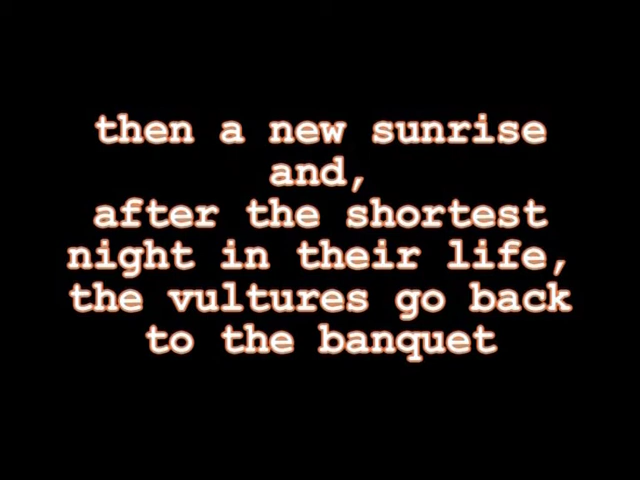 then a new sunrise
and,
after the shortest
night in their life,
the vultures go back
to the banquet